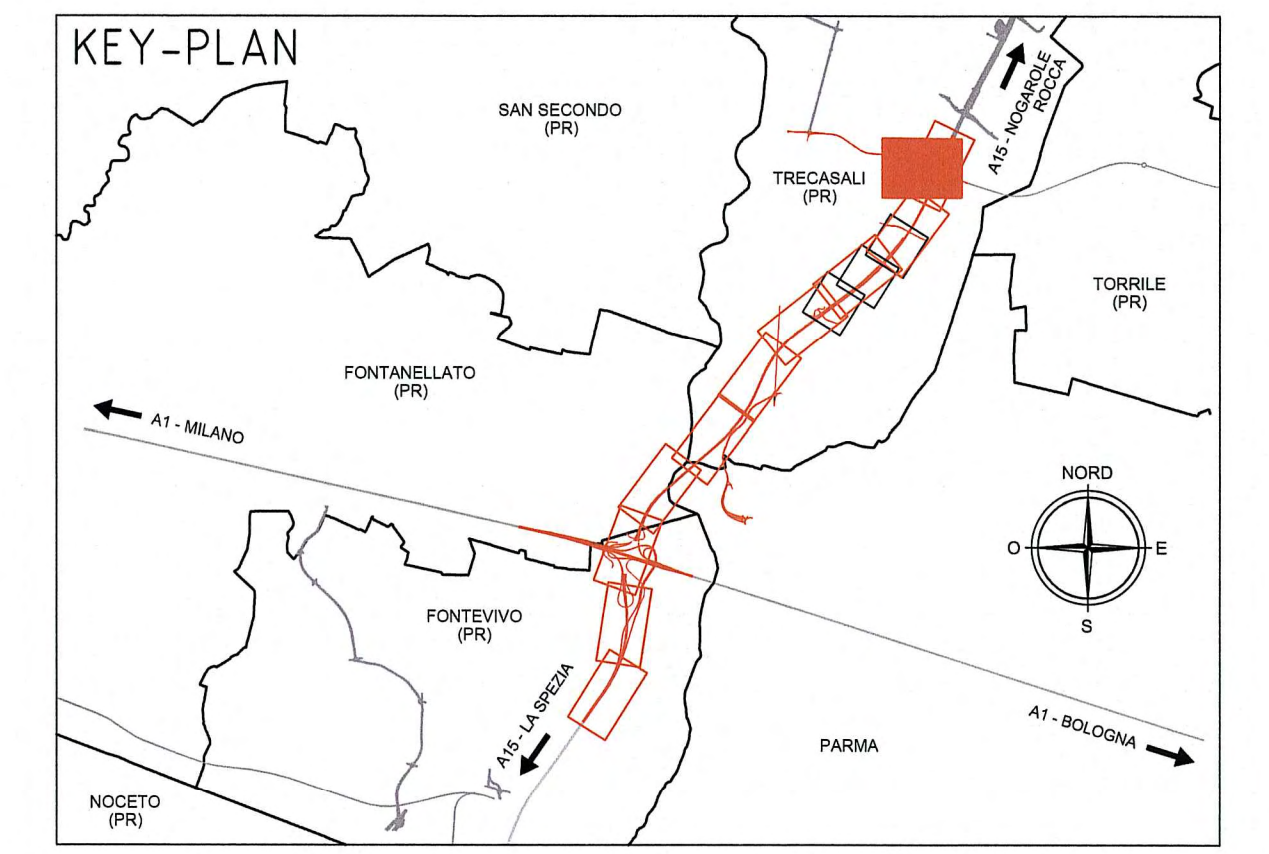 KEY-PLAN
SAN SECONDO
(PR)
A15 - NOGAROLE
ROCCA
TRECASALI
(PR)
TORRILE
(PR)
FONTANELLATO
(PR)
A1 - MILANO
NORD
O
E
S
FONTEVIVO
(PR)
A15 - LA SPEZIA
A1 - BOLOGNA
PARMA
NOCETO
(PR)